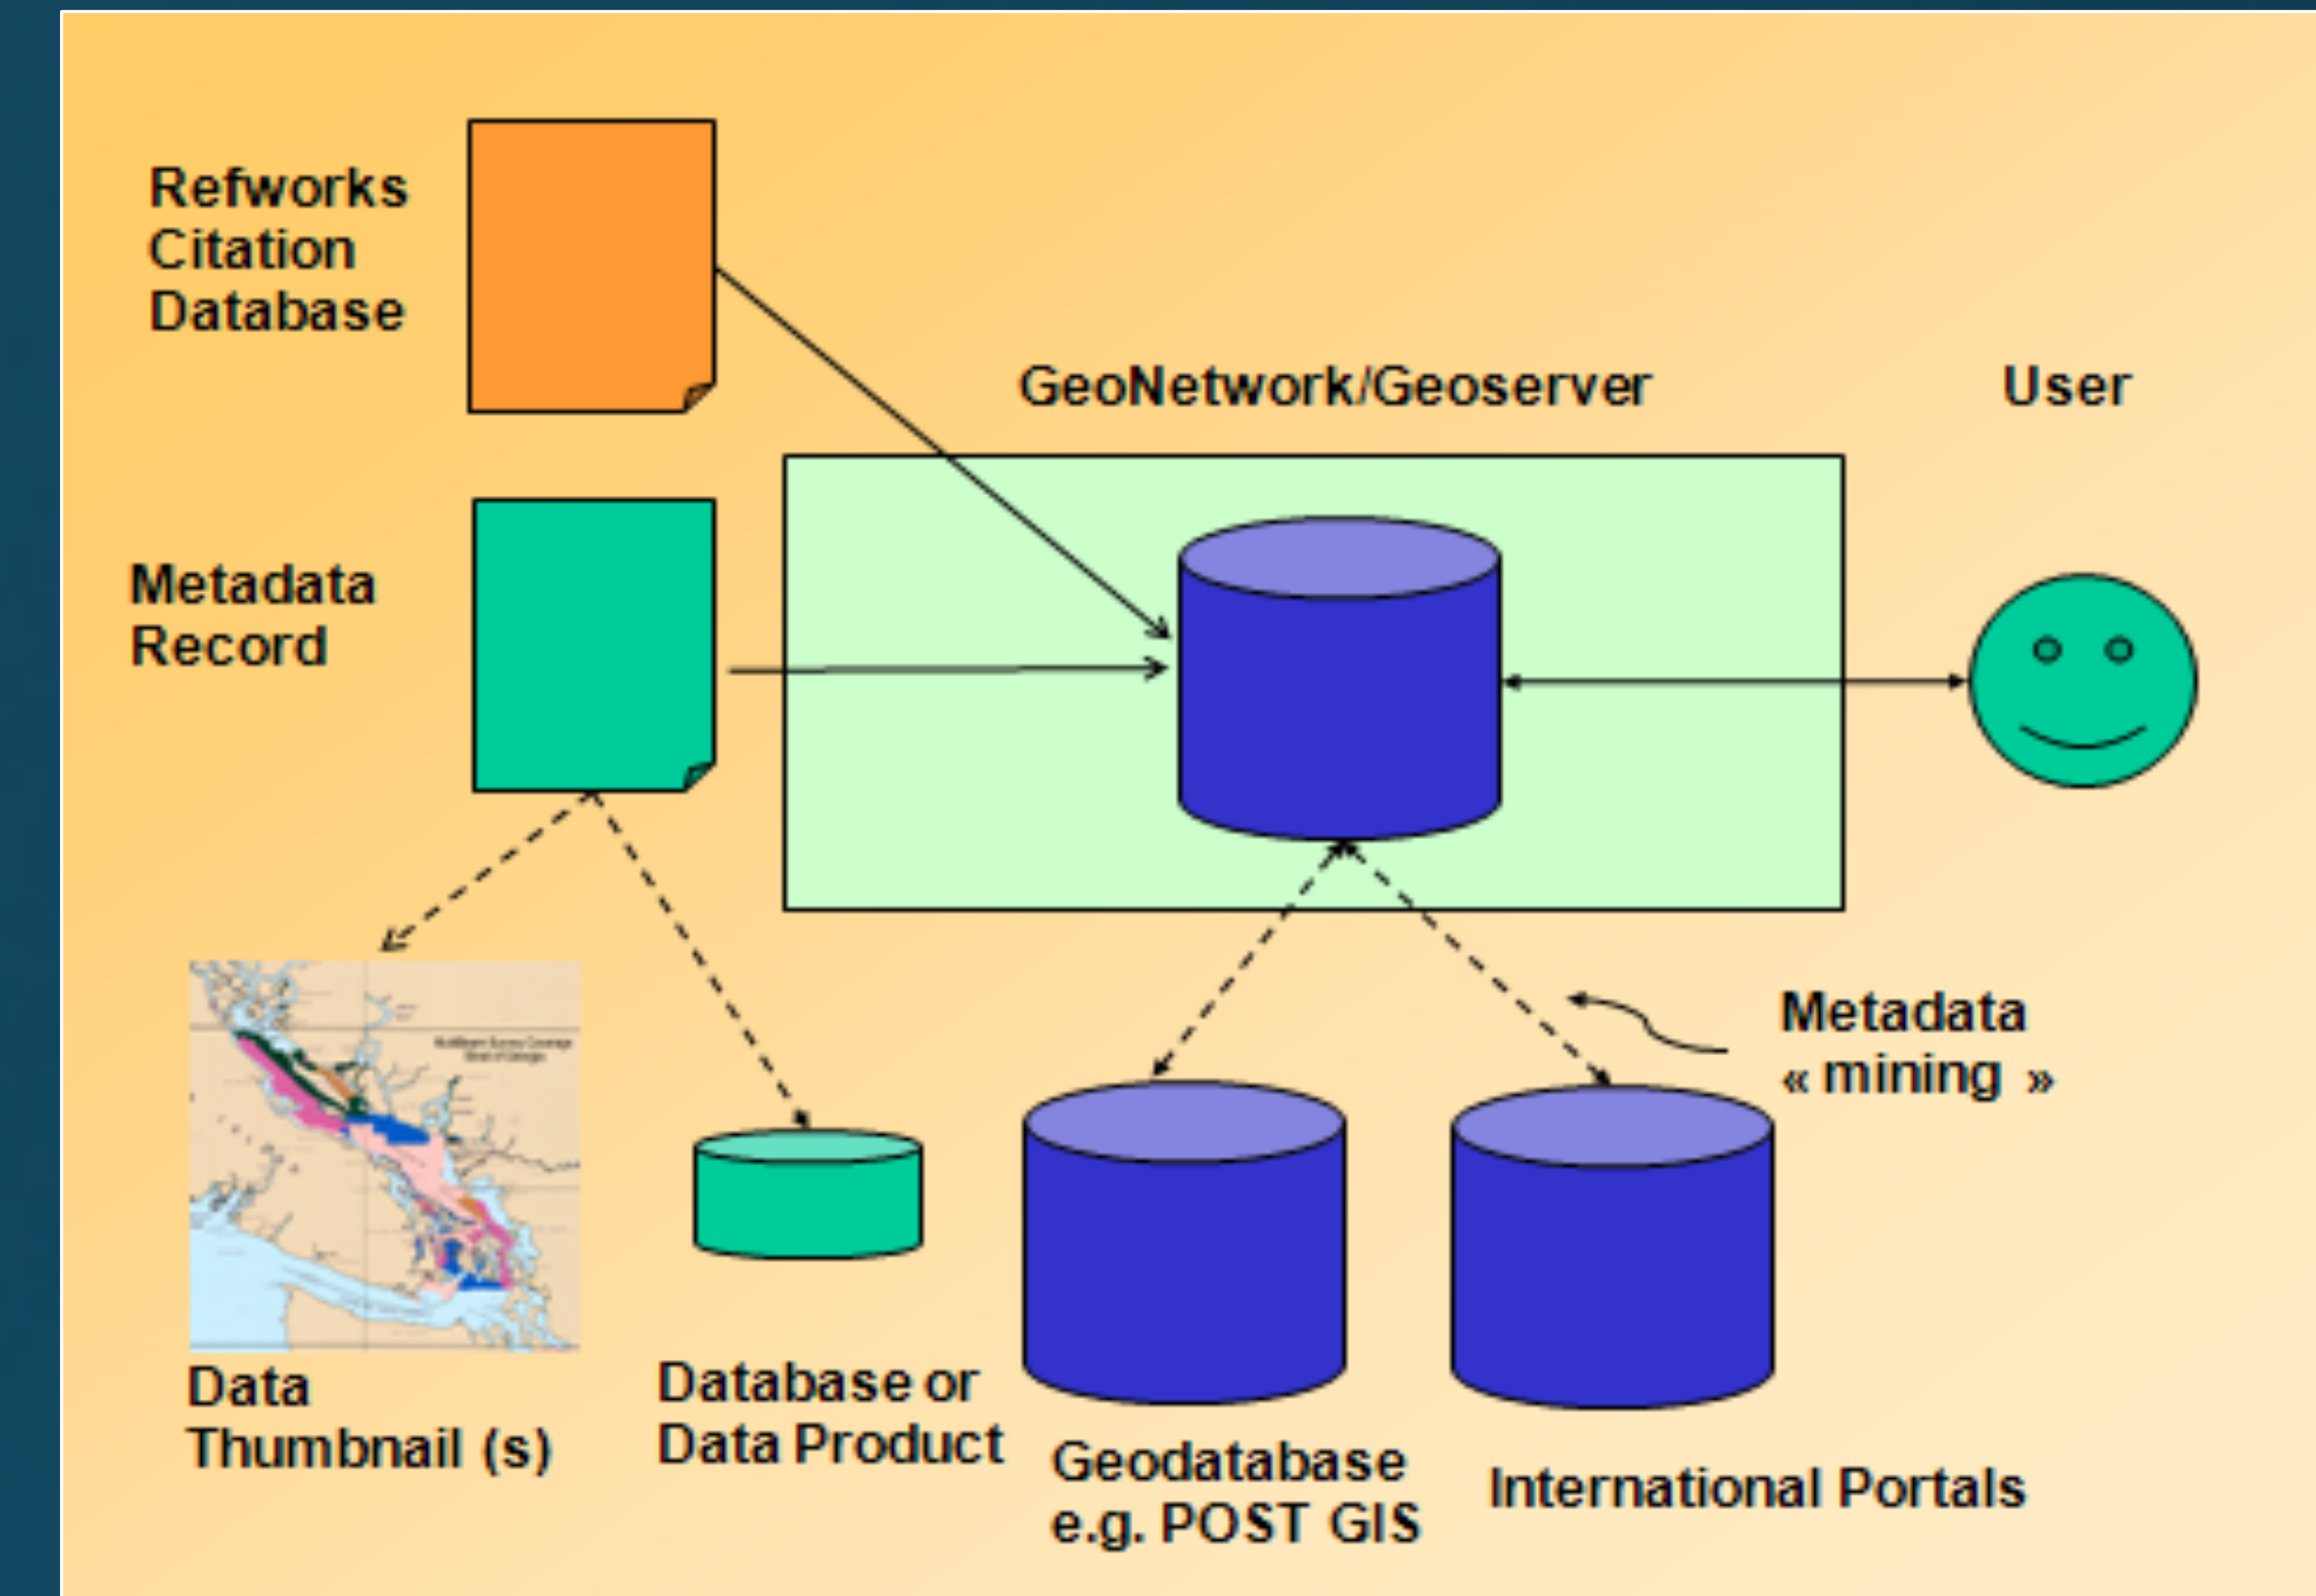 Refworks
Citation
Database
GeoNetwork/Geoserver
User
Metadata
Record
Metadata
« mining »
Data
Thumbnail (s)
Database or
Data Product
Geodatabase
e.g. POST GIS
International Portals